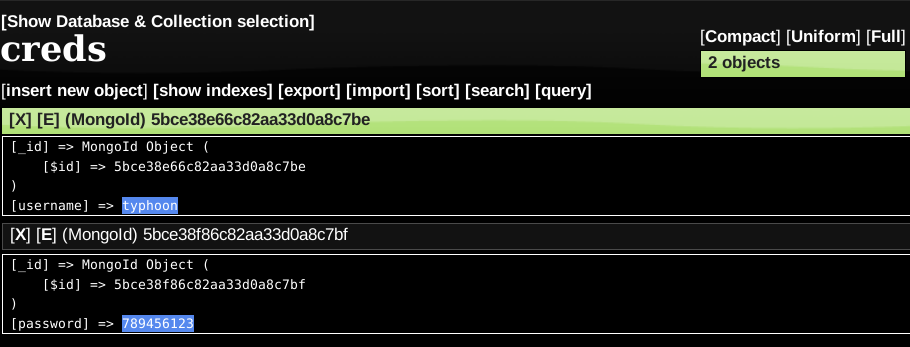 [Show Database & Collection selection]
creds
[Compact] [Uniform] [Full]
2 objects
[insert new object] [show indexes] [export] [import] [sort] [search] [query]
[X] [E] (MongoId) 5bce38e66c82aa33d0a8c7be
[_id] => MongoId Object (
    [$id] => 5bce38e66c82aa33d0a8c7be
)
[username] => typhoon
[X] [E] (MongoId) 5bce38f86c82aa33d0a8c7bf
[_id] => MongoId Object (
    [$id] => 5bce38f86c82aa33d0a8c7bf
)
[password] => 789456123